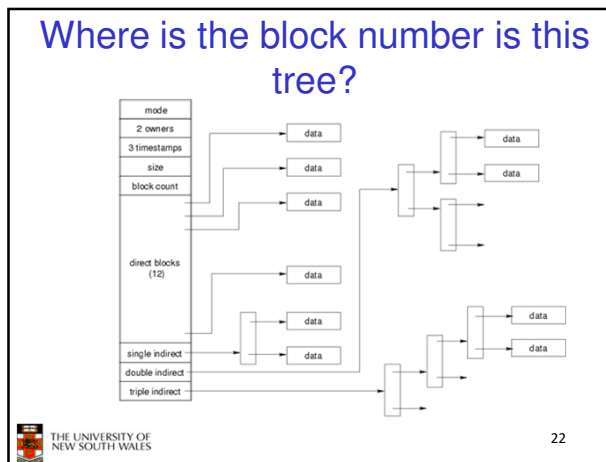 Where is the block number is this
tree?
mode
2 owners
3 timestamps
size
block count
direct blocks
(12)
single indirect
double indirect
triple indirect
data
data
data
data
data
data
data
data
data
data
THE UNIVERSITY OF
NEW SOUTH WALES
22